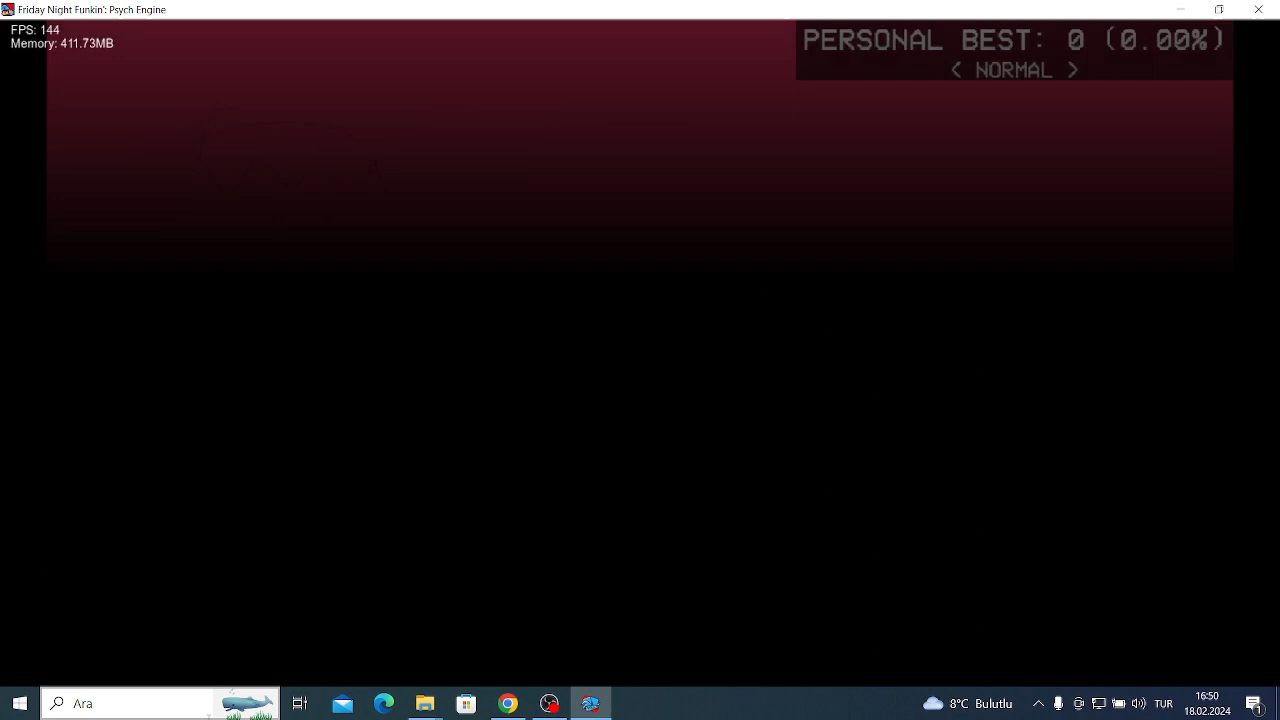 Friday Night Funkin': Psych Engine
FPS: 144
Memory: 411.73MB
PERSONAL BEST: 0 (0.00%)
< NORMAL >
Ara
8°C Bulutlu
TUR
16:50
18.02.2024